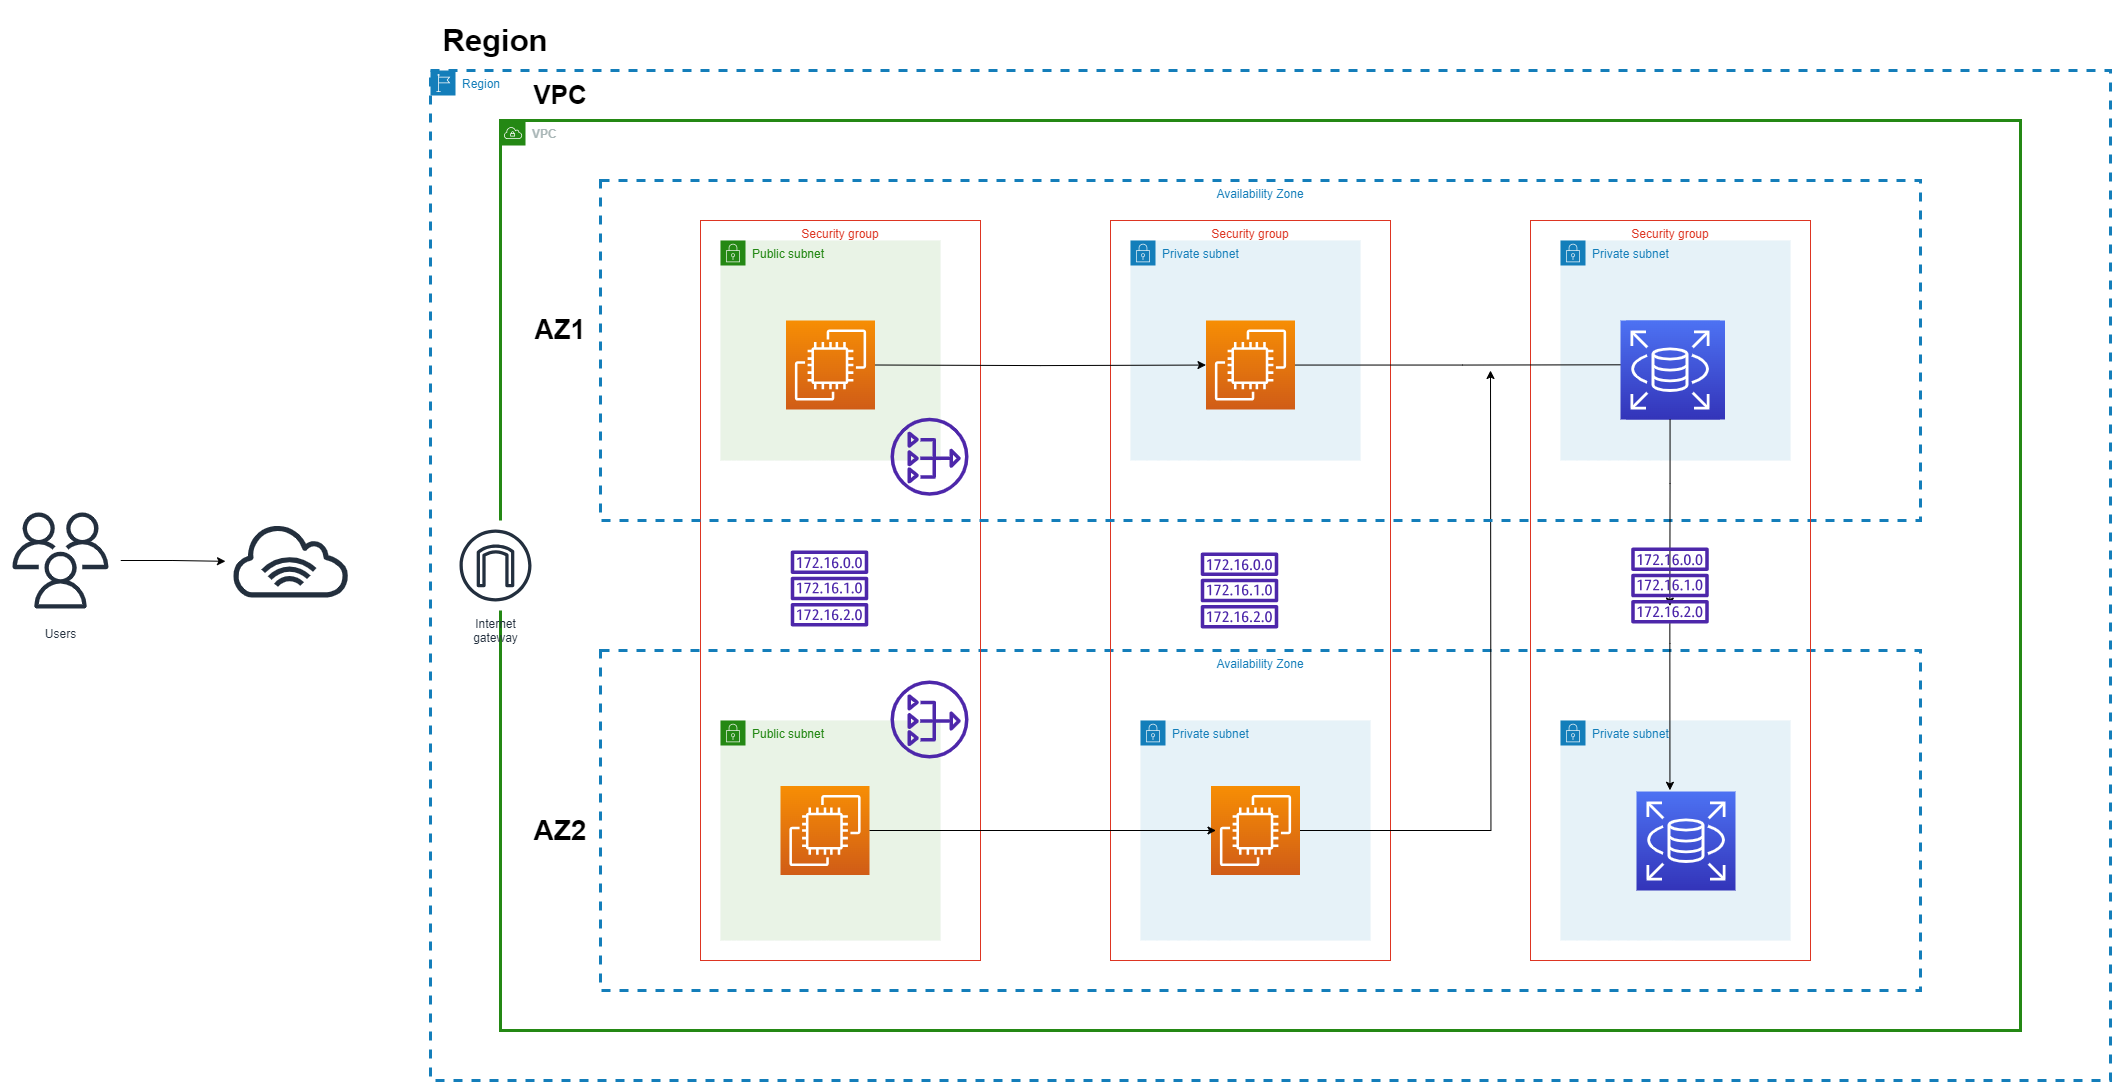 Region
Region
VPC
VPC
Availability Zone
Security group
Security group
Security group
Public subnet
Private subnet
Private subnet
AZ1
172.16.0.0
172.16.1.0
172.16.2.0
172.16.0.0
172.16.1.0
172.16.2.0
172.16.0.0
172.16.1.0
172.16.2.0
Users
Internet
gateway
Availability Zone
Public subnet
Private subnet
Private subnet
AZ2